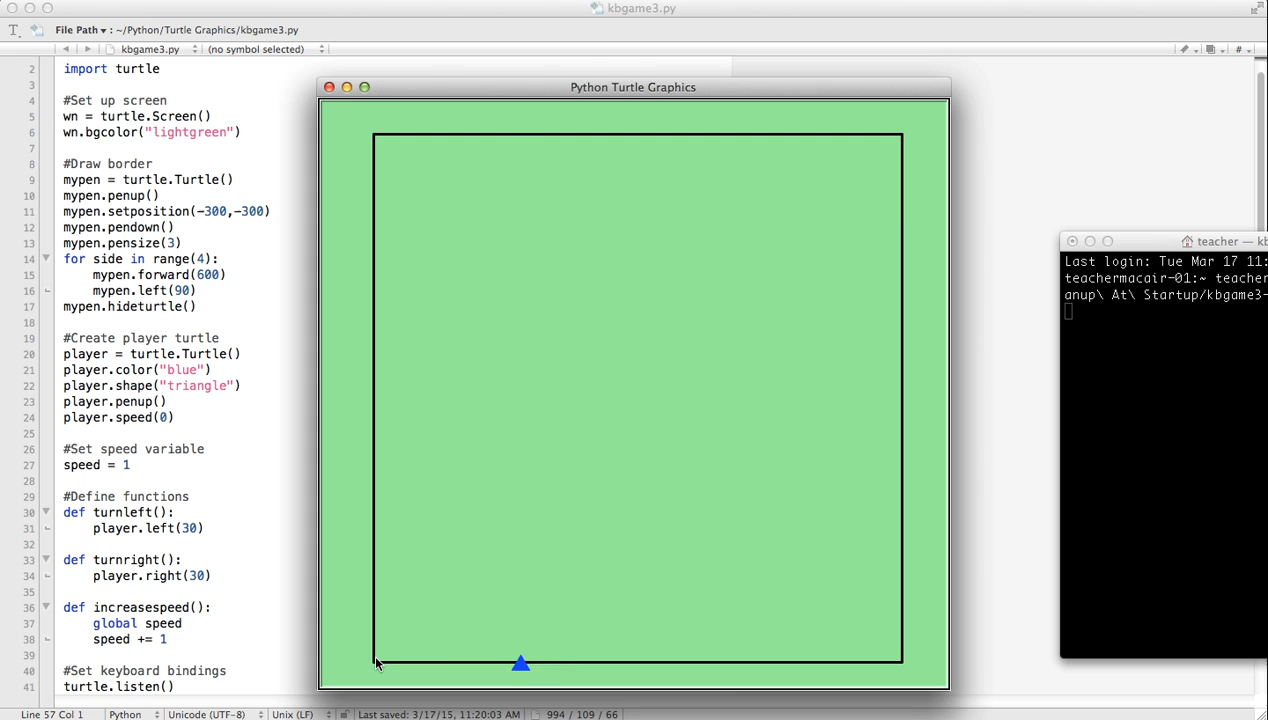 kbgame3.py
File Path ▾ : ~/Python/Turtle Graphics/kbgame3.py
kbgame3.py (no symbol selected) #
2 import turtle
3
4 #Set up screen
5 wn = turtle.Screen()
6 wn.bgcolor("lightgreen")
7
8 #Draw border
9 mypen = turtle.Turtle()
10 mypen.penup()
11 mypen.setposition(-300,-300)
12 mypen.pendown()
13 mypen.pensize(3)
14 for side in range(4):
15 mypen.forward(600)
16 mypen.left(90)
17 mypen.hideturtle()
18
19 #Create player turtle
20 player = turtle.Turtle()
21 player.color("blue")
22 player.shape("triangle")
23 player.penup()
24 player.speed(0)
25
26 #Set speed variable
27 speed = 1
28
29 #Define functions
30 def turnleft():
31 player.left(30)
32
33 def turnright():
34 player.right(30)
35
36 def increasespeed():
37 global speed
38 speed += 1
39
40 #Set keyboard bindings
41 turtle.listen()
Python Turtle Graphics
teacher — kb
Last login: Tue Mar 17 11:
teachermacair-01:~ teacher
anup\ At\ Startup/kbgame3-
Line 57 Col 1 Python Unicode (UTF-8) Unix (LF) Last saved: 3/17/15, 11:20:03 AM 994 / 109 / 66